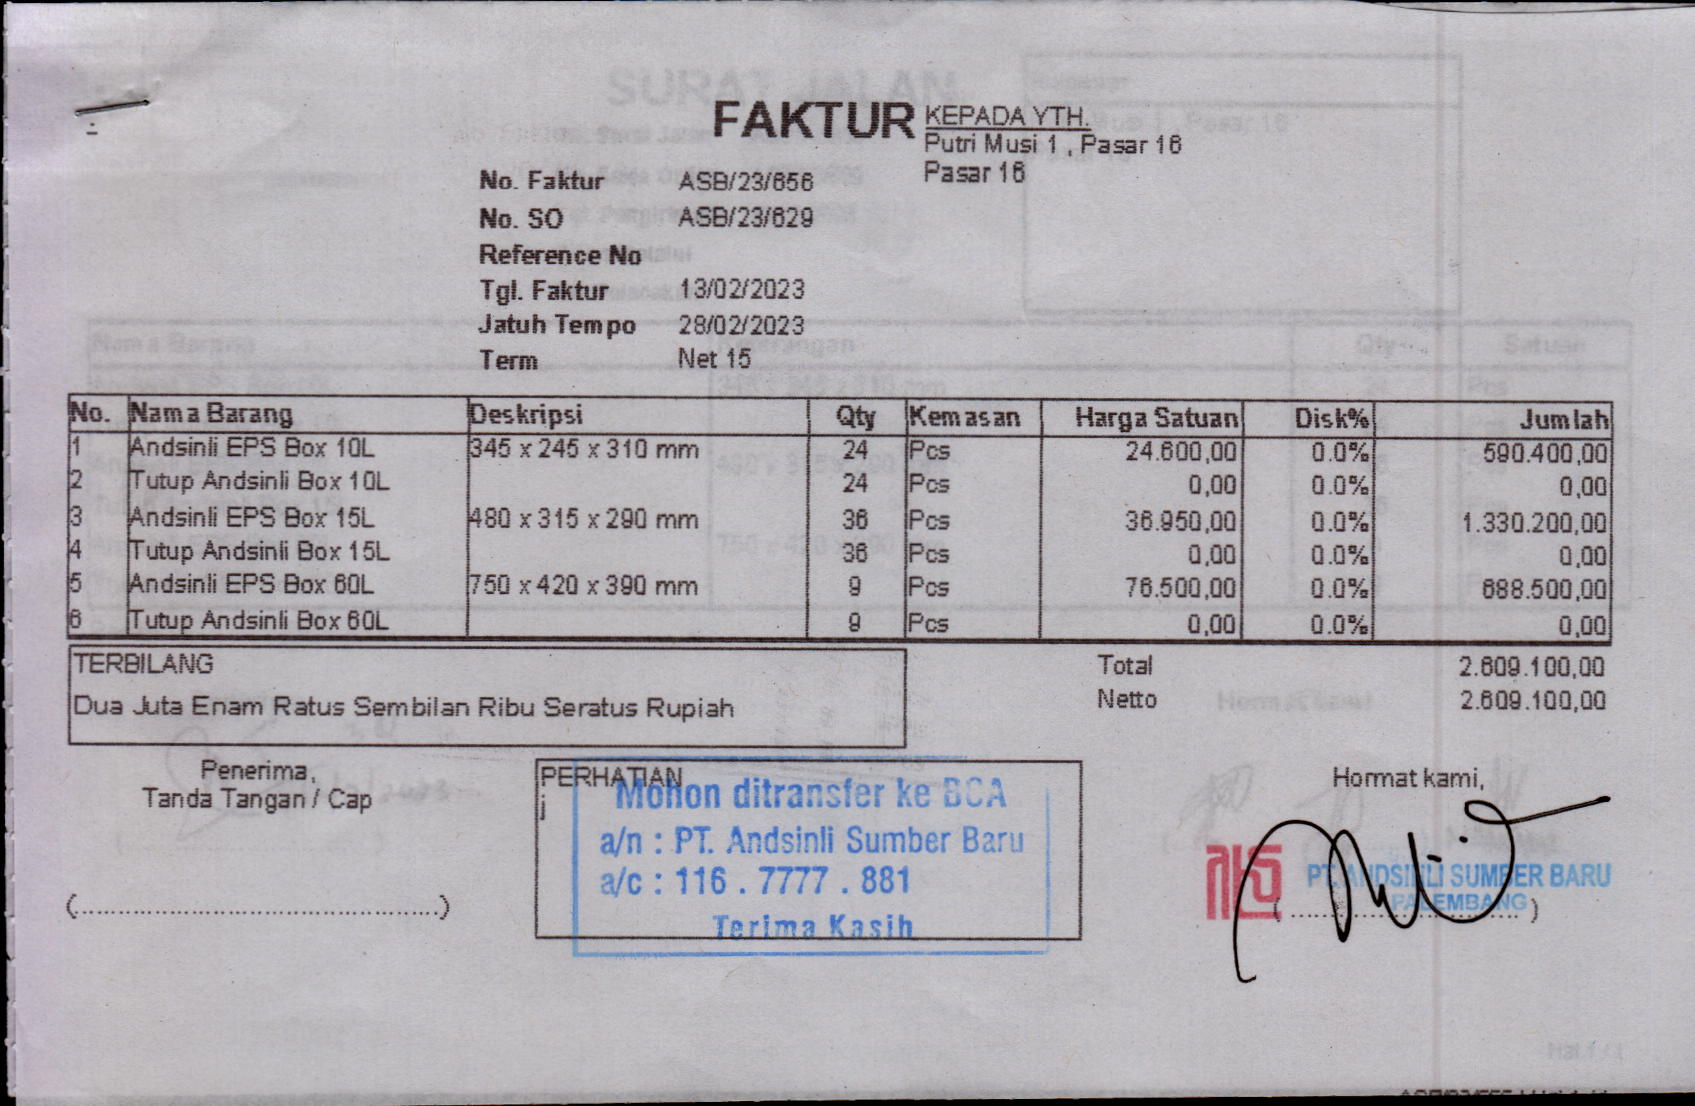 FAKTUR
KEPADA YTH.
Putri Musi 1 , Pasar 16
Pasar 16
No. Faktur ASB/23/656
No. SO ASB/23/629
Reference No
Tgl. Faktur 13/02/2023
Jatuh Tempo 28/02/2023
Term Net 15
No. Nama Barang Deskripsi Qty Kemasan Harga Satuan Disk% Jumlah
1 Andsinli EPS Box 10L 345 x 245 x 310 mm 24 Pcs 24.600,00 0.0% 590.400,00
2 Tutup Andsinli Box 10L 24 Pcs 0,00 0.0% 0,00
3 Andsinli EPS Box 15L 480 x 315 x 290 mm 36 Pcs 36.950,00 0.0% 1.330.200,00
4 Tutup Andsinli Box 15L 36 Pcs 0,00 0.0% 0,00
5 Andsinli EPS Box 60L 750 x 420 x 390 mm 9 Pcs 76.500,00 0.0% 688.500,00
6 Tutup Andsinli Box 60L 9 Pcs 0,00 0.0% 0,00
TERBILANG
Dua Juta Enam Ratus Sembilan Ribu Seratus Rupiah
Total 2.609.100,00
Netto 2.609.100,00
Penerima,
Tanda Tangan / Cap
(...............................................)
PERHATIAN
Mohon ditransfer ke BCA
a/n : PT. Andsinli Sumber Baru
a/c : 116 . 7777 . 881
Terima Kasih
Hormat kami,
PT. ANDSINLI SUMBER BARU
PALEMBANG